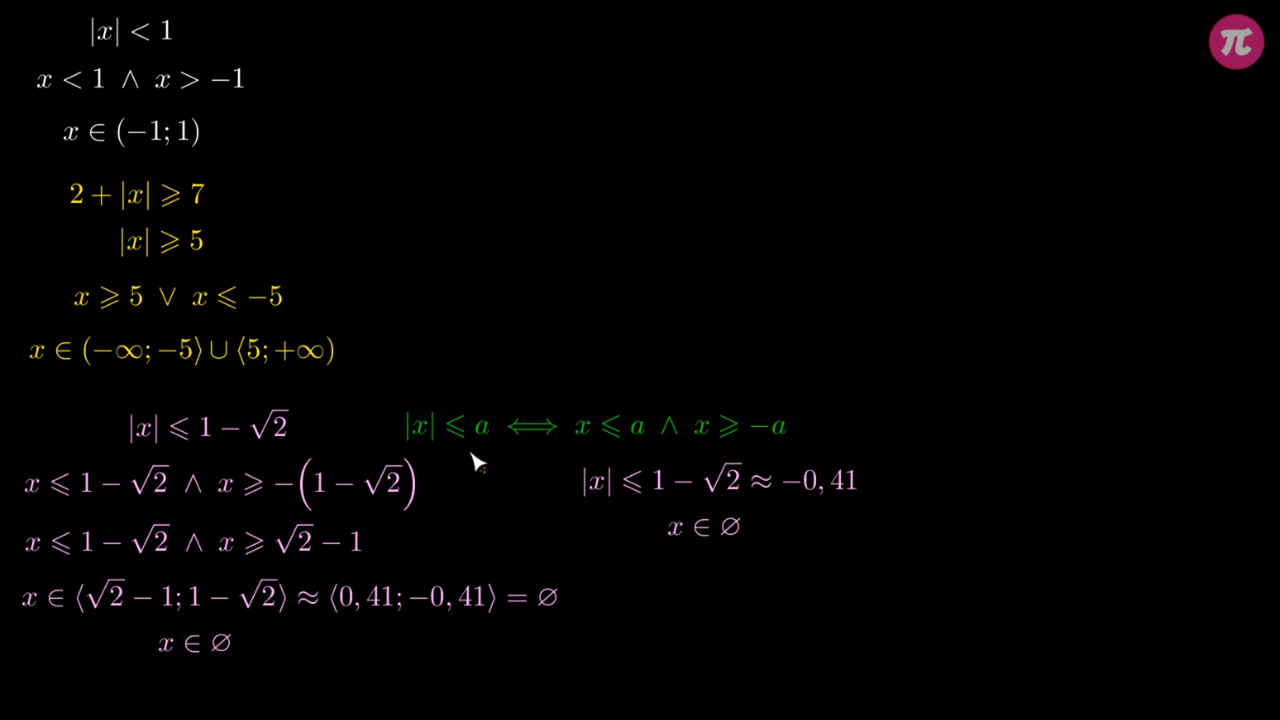 π
|x| < 1
x < 1 ∧ x > −1
x ∈ (−1; 1)
2 + |x| ⩾ 7
|x| ⩾ 5
x ⩾ 5 ∨ x ⩽ −5
x ∈ (−∞; −5⟩ ∪ ⟨5; +∞)
|x| ⩽ 1 − √2
x ⩽ 1 − √2 ∧ x ⩾ −(1 − √2)
x ⩽ 1 − √2 ∧ x ⩾ √2 − 1
x ∈ ⟨√2 − 1; 1 − √2⟩ ≈ ⟨0,41; −0,41⟩ = ∅
x ∈ ∅
|x| ⩽ a ⟺ x ⩽ a ∧ x ⩾ −a
|x| ⩽ 1 − √2 ≈ −0,41
x ∈ ∅